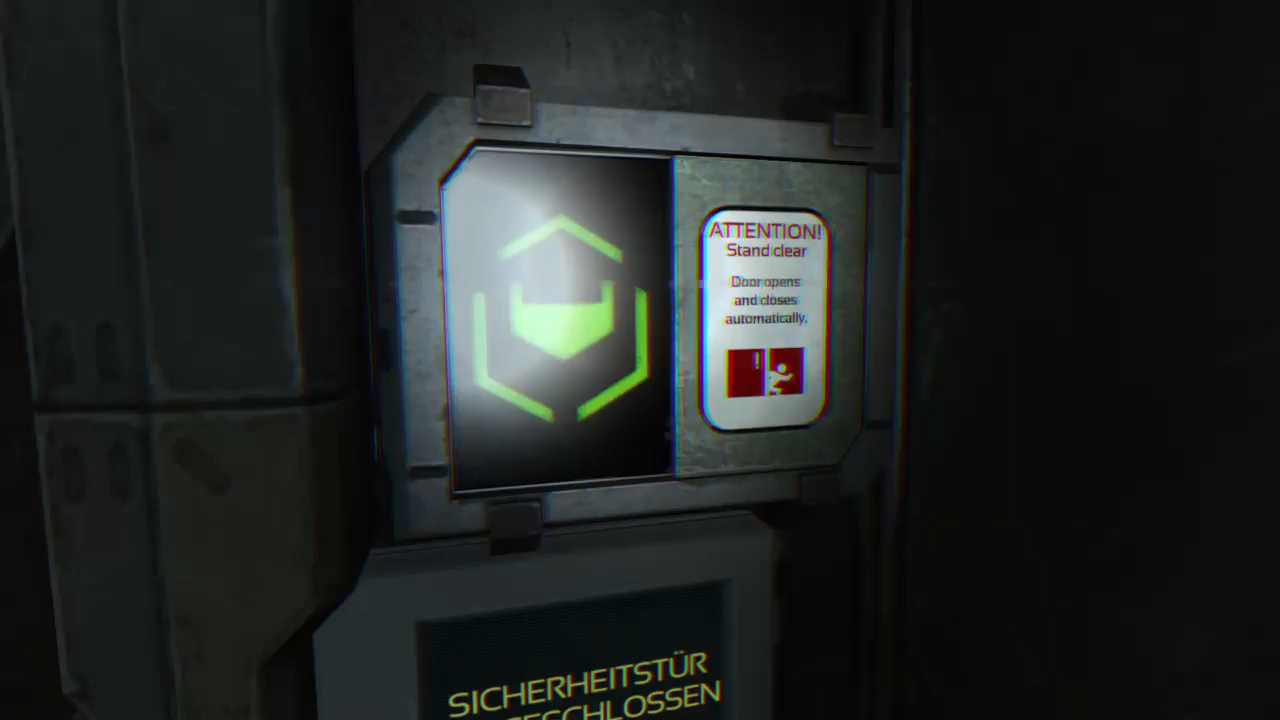 ATTENTION!
Stand clear
Door opens
and closes
automatically.
SICHERHEITSTÜR